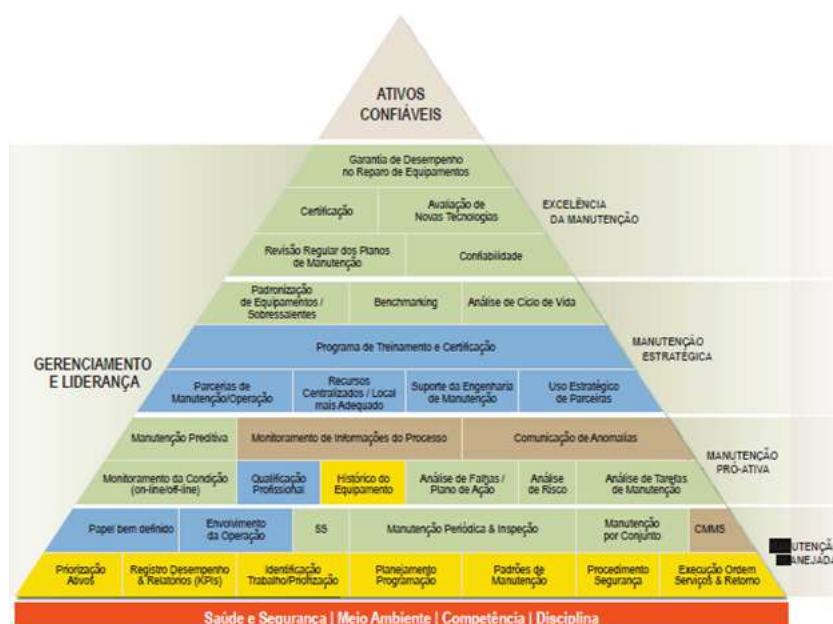 ATIVOS
CONFIÁVEIS
Garantia de Desempenho
no Reparo de Equipamentos
Certificação
Avaliação de
Novas Tecnologias
EXCELÊNCIA
DA MANUTENÇÃO
Revisão Regular dos Planos
de Manutenção
Confiabilidade
Padronização
de Equipamentos /
Sobressalentes
Benchmarking
Análise de Ciclo de Vida
Programa de Treinamento e Certificação
MANUTENÇÃO
ESTRATÉGICA
GERENCIAMENTO
E LIDERANÇA
Parcerias de
Manutenção/Operação
Recursos
Centralizados / Local
mais Adequado
Suporte da Engenharia
de Manutenção
Uso Estratégico
de Parceiras
Manutenção Preditiva
Monitoramento de Informações do Processo
Comunicação de Anomalias
MANUTENÇÃO
PRÓ-ATIVA
Monitoramento da Condição
(on-line/off-line)
Qualificação
Profissional
Histórico do
Equipamento
Análise de Falhas /
Plano de Ação
Análise
de Risco
Análise de Tarefas
de Manutenção
Papel bem definido
Envolvimento
da Operação
5S
Manutenção Periódica & Inspeção
Manutenção
por Conjunto
CMMS
UTENÇÃ
ANEJADA
Priorização
Ativos
Registro Desempenho
& Relatórios (KPIs)
Identificação
Trabalho/Priorização
Planejamento
Programação
Padrões de
Manutenção
Procedimento
Segurança
Execução Ordem
Serviços & Retorno
Saúde e Segurança | Meio Ambiente | Competência | Disciplina